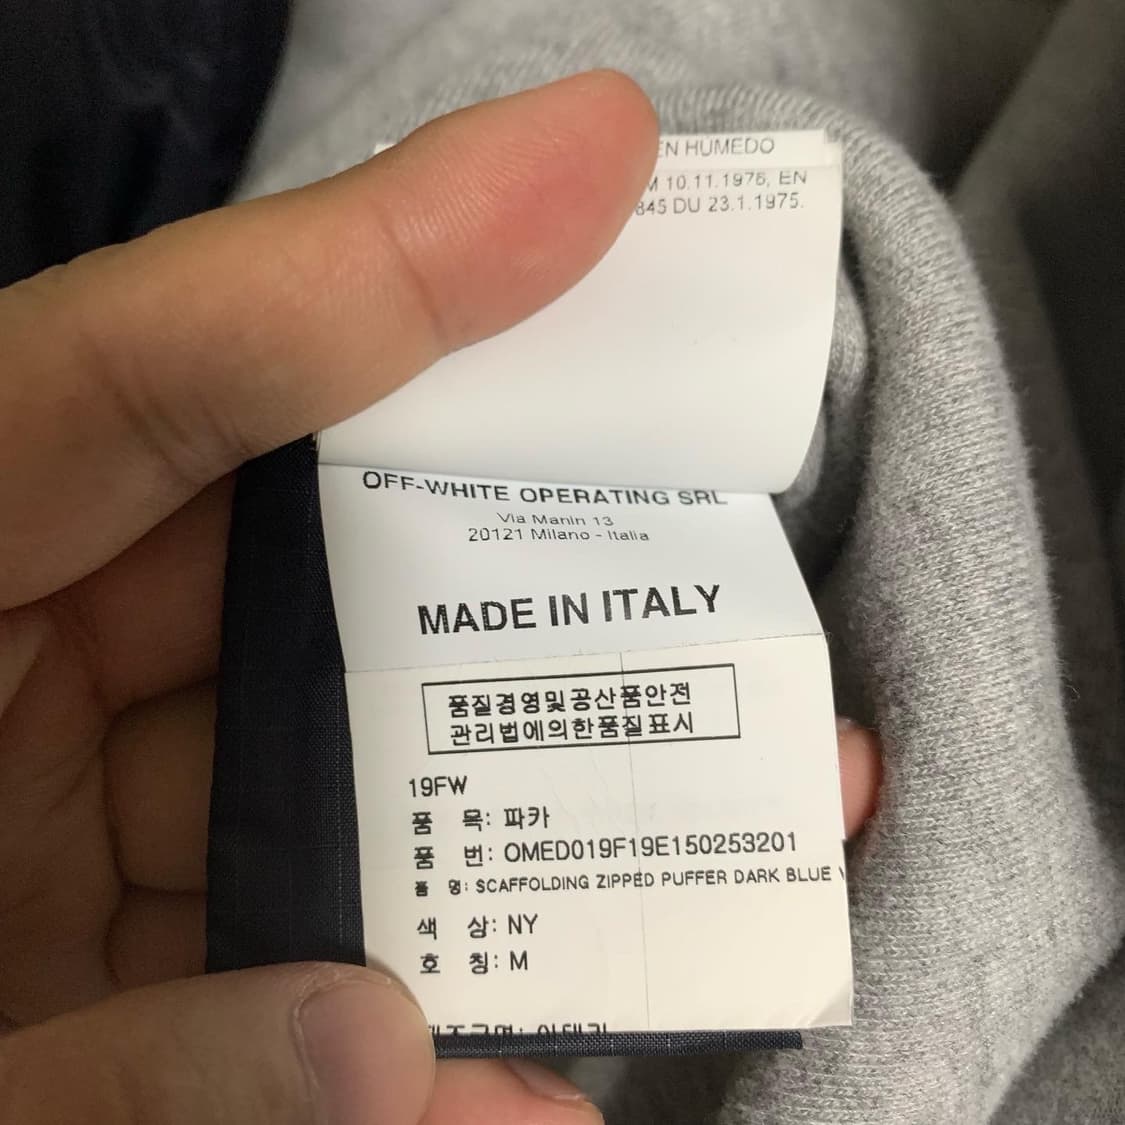 EN HUMEDO
M 10.11.1976, EN
845 DU 23.1.1975.
OFF-WHITE OPERATING SRL
Via Manin 13
20121 Milano - Italia
MADE IN ITALY
품질경영및공산품안전
관리법에의한품질표시
19FW
품 목: 파카
품 번: OMED019F19E150253201
품 명: SCAFFOLDING ZIPPED PUFFER DARK BLUE
색 상: NY
호 칭: M